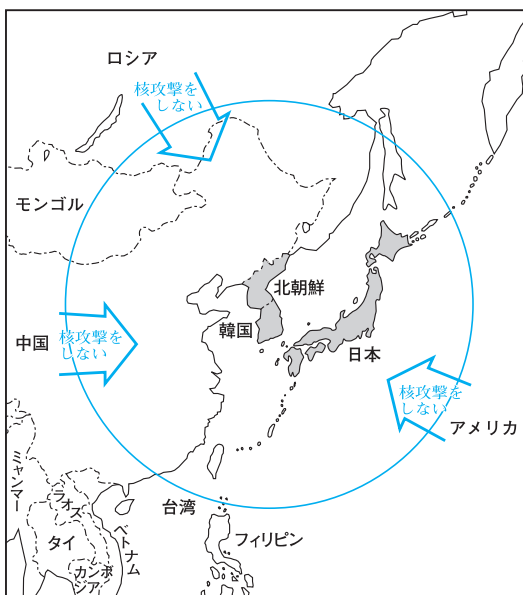 ロシア
核攻撃を
しない
モンゴル
北朝鮮
韓国
日本
中国
核攻撃を
しない
核攻撃を
しない
アメリカ
ミャンマー
ラオス
台湾
ベトナム
タイ
フィリピン
カンボ
ジア